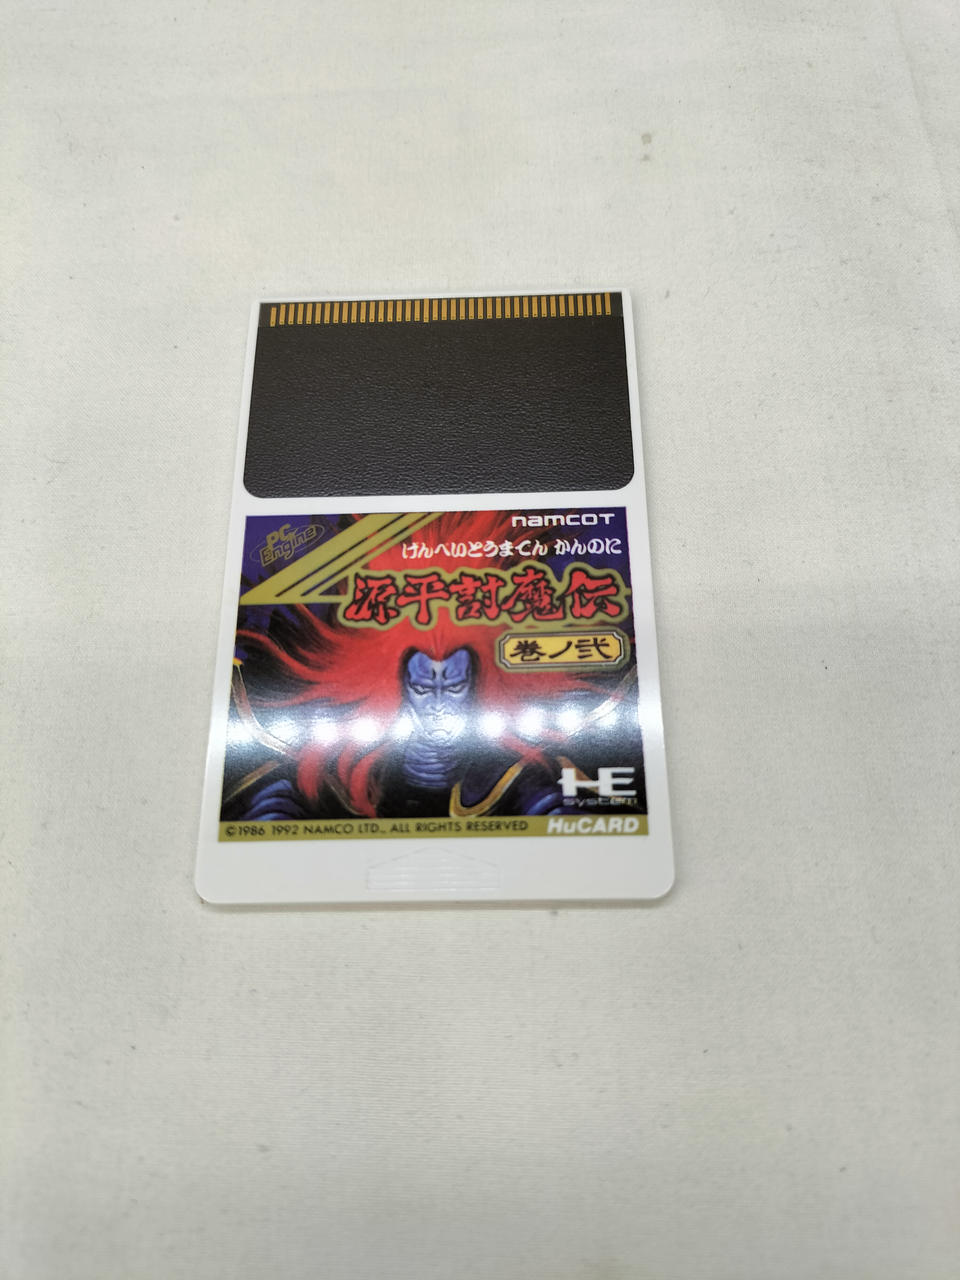 PC Engine
namcoT
げんぺいとうまでん かんのに
源平討魔伝
巻ノ弐
HE
system
©1986 1992 NAMCO LTD., ALL RIGHTS RESERVED
HuCARD